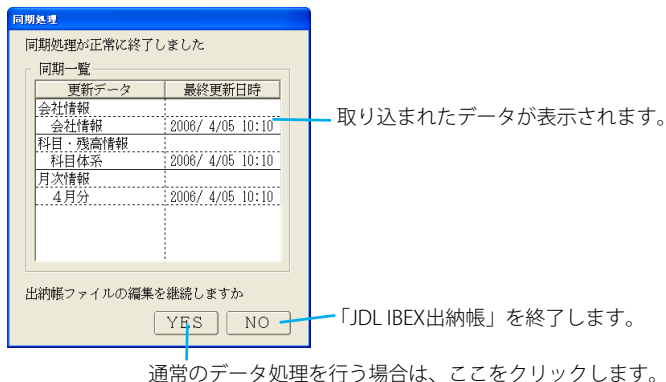 同期処理
同期処理が正常に終了しました
同期一覧
更新データ 最終更新日時
会社情報
会社情報 2006/ 4/05 10:10
取り込まれたデータが表示されます。
科目・残高情報
科目体系 2006/ 4/05 10:10
月次情報
4月分 2006/ 4/05 10:10
出納帳ファイルの編集を継続しますか
YES NO
「JDL IBEX出納帳」を終了します。
通常のデータ処理を行う場合は、ここをクリックします。